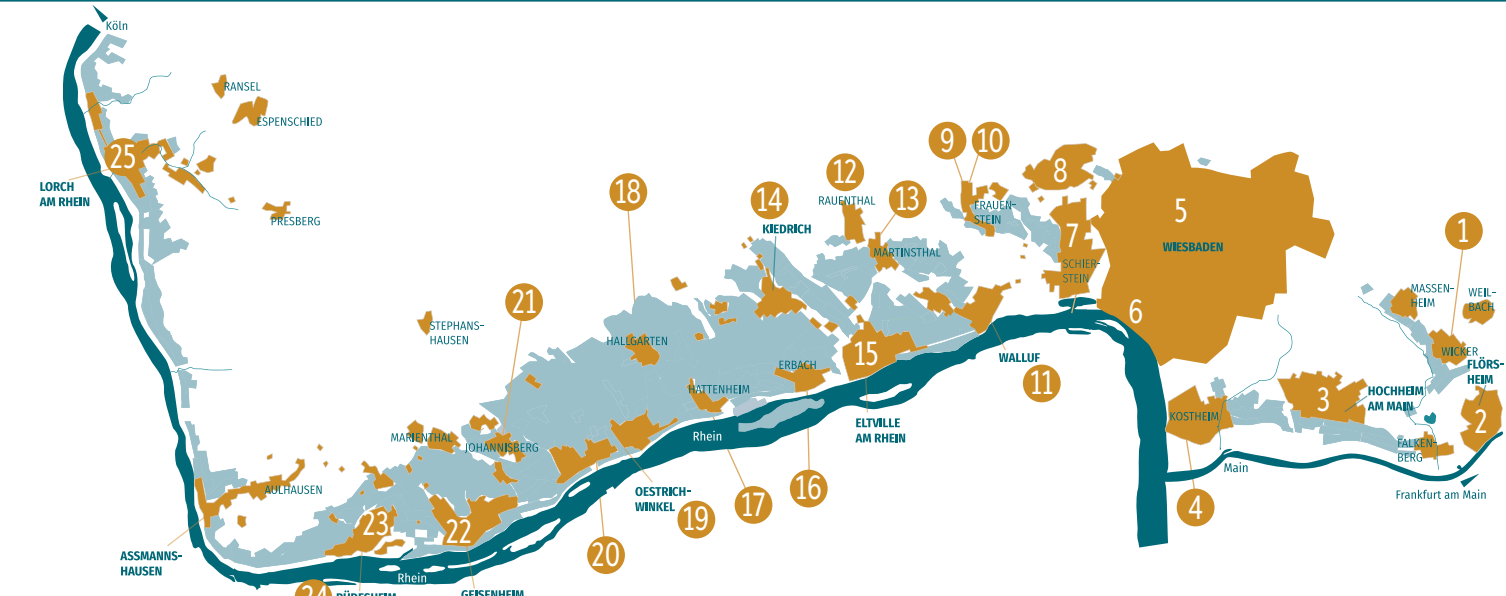 Köln
RANSEL
ESPENSCHIED
25
LORCH
AM RHEIN
PRESBERG
18
9
10
12
RAUENTHAL
13
14
KIEDRICH
MARTINSTHAL
FRAUEN-
STEIN
8
7
SCHIER-
STEIN
5
WIESBADEN
6
1
MASSEN-
HEIM
WEIL-
BACH
WICKER
FLÖRS-
HEIM
2
3
HOCHHEIM
AM MAIN
KOSTHEIM
FALKEN-
BERG
4
Main
Frankfurt am Main
21
STEPHANS-
HAUSEN
HALLGARTEN
HATTENHEIM
ERBACH
15
ELTVILLE
AM RHEIN
WALLUF
11
MARIENTHAL
JOHANNISBERG
Rhein
16
17
OESTRICH-
WINKEL
19
20
AULHAUSEN
23
22
ASSMANNS-
HAUSEN
Rhein
24
RÜDESHEIM
GEISENHEIM